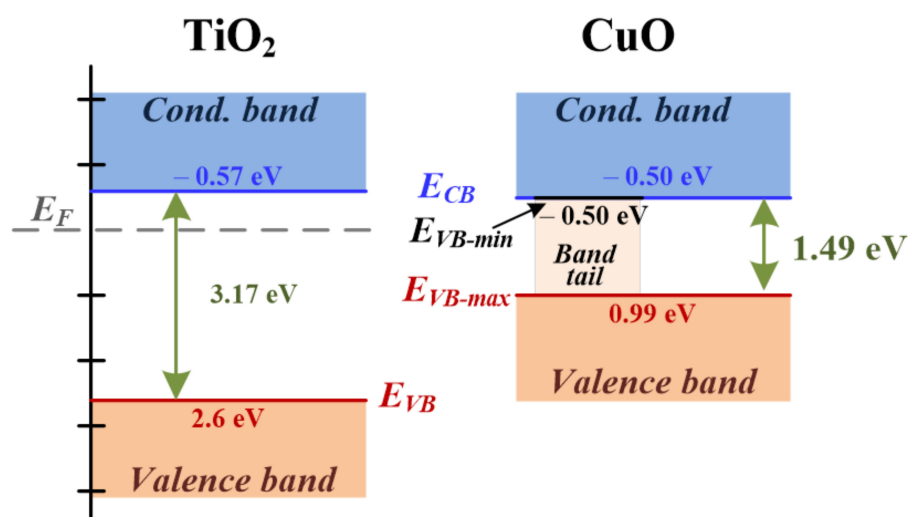 TiO₂
CuO
Cond. band
– 0.57 eV
E_F
3.17 eV
E_VB
2.6 eV
Valence band
Cond. band
– 0.50 eV
E_CB
– 0.50 eV
E_VB-min
Band
tail
1.49 eV
E_VB-max
0.99 eV
Valence band